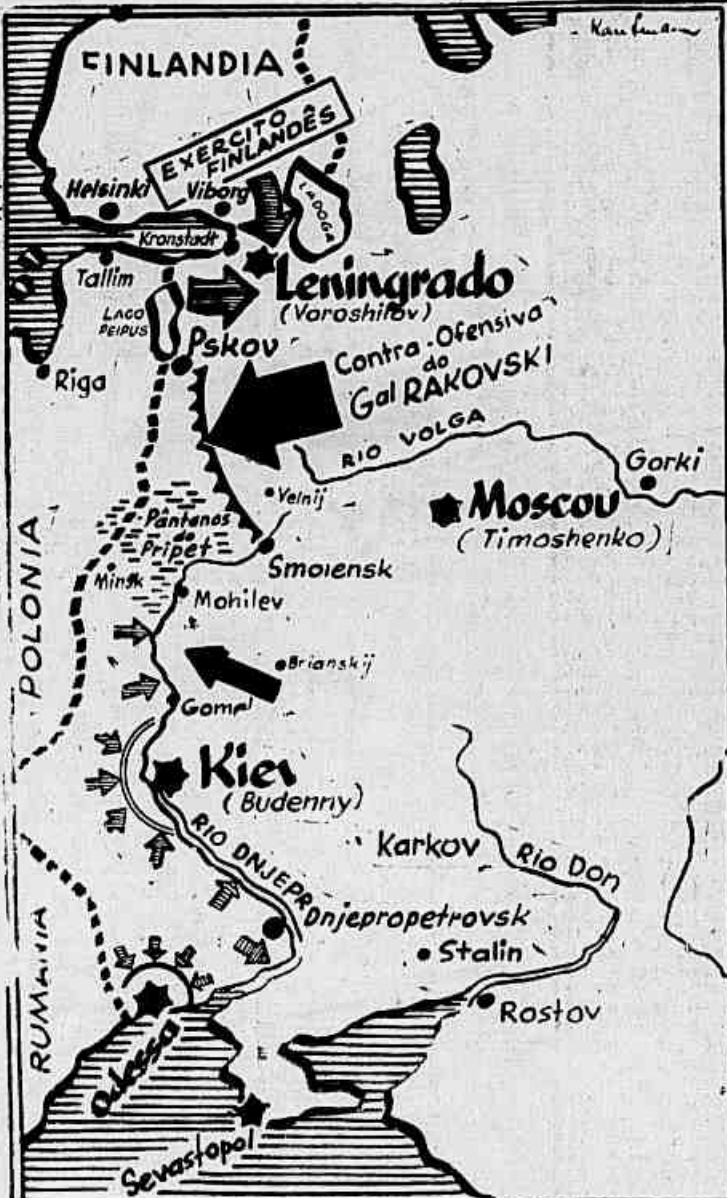 Kaufmann
FINLANDIA
EXERCITO
FINLANDÊS
Helsinki
Viborg
LADOGA
Kronstadt
Tallim
Leningrado
(Voroshilov)
LAGO
PEIPUS
Pskov
Riga
Contra-Ofensiva
do
Gal RAKOVSKI
RIO VOLGA
Gorki
Velnij
Moscou
(Timoshenko)
Pântanos
do
Pripet
Smolensk
Minsk
Mohilev
POLONIA
Brianskij
Gomel
Kiev
(Budenny)
RIO DNJEPR
Karkov
Rio Don
Dnjepropetrovsk
Stalin
Rostov
RUMANIA
Odessa
Sevastopol